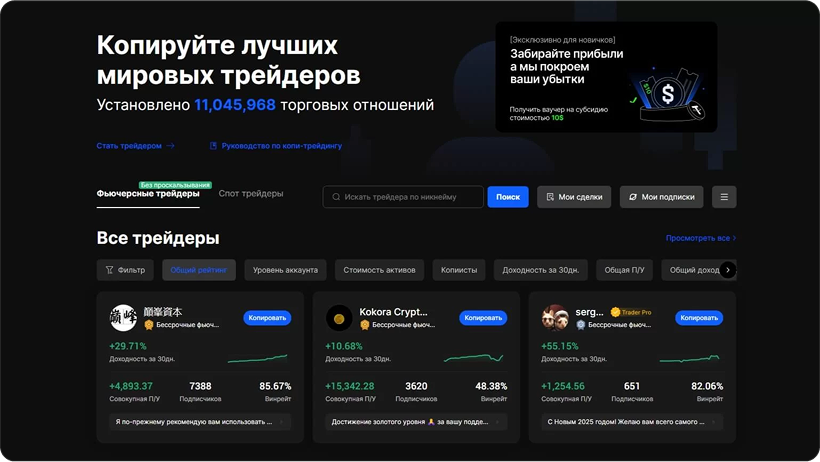 Копируйте лучших
мировых трейдеров
Установлено 11,045,968 торговых отношений
[Эксклюзивно для новичков]
Забирайте прибыли
а мы покроем
ваши убытки
Получить ваучер на субсидию
стоимостью 10$
$10
$
Стать трейдером →
Руководство по копи-трейдингу
Без проскальзывания
Фьючерсные трейдеры
Спот трейдеры
Искать трейдера по никнейму
Поиск
Мои сделки
Мои подписки
Все трейдеры
Просмотреть все >
Фильтр
Общий рейтинг
Уровень аккаунта
Стоимость активов
Кописты
Доходность за 30дн.
Общая П/У
Общий доход
巔峯資本
Бессрочные фьюч...
Копировать
+29.71%
Доходность за 30дн.
+4,893.37 7388 85.67%
Совокупная П/У Подписчиков Винрейт
Я по-прежнему рекомендую вам использовать ...
Kokora Crypt...
Бессрочные фьюч...
Копировать
+10.68%
Доходность за 30дн.
+15,342.28 3620 48.38%
Совокупная П/У Подписчиков Винрейт
Достижение золотого уровня 🏆 за вашу подде...
serg... Trader Pro
Бессрочные фьюч...
Копировать
+55.15%
Доходность за 30дн.
+1,254.56 651 82.06%
Совокупная П/У Подписчиков Винрейт
С Новым 2025 годом! Желаю вам всего самого ...